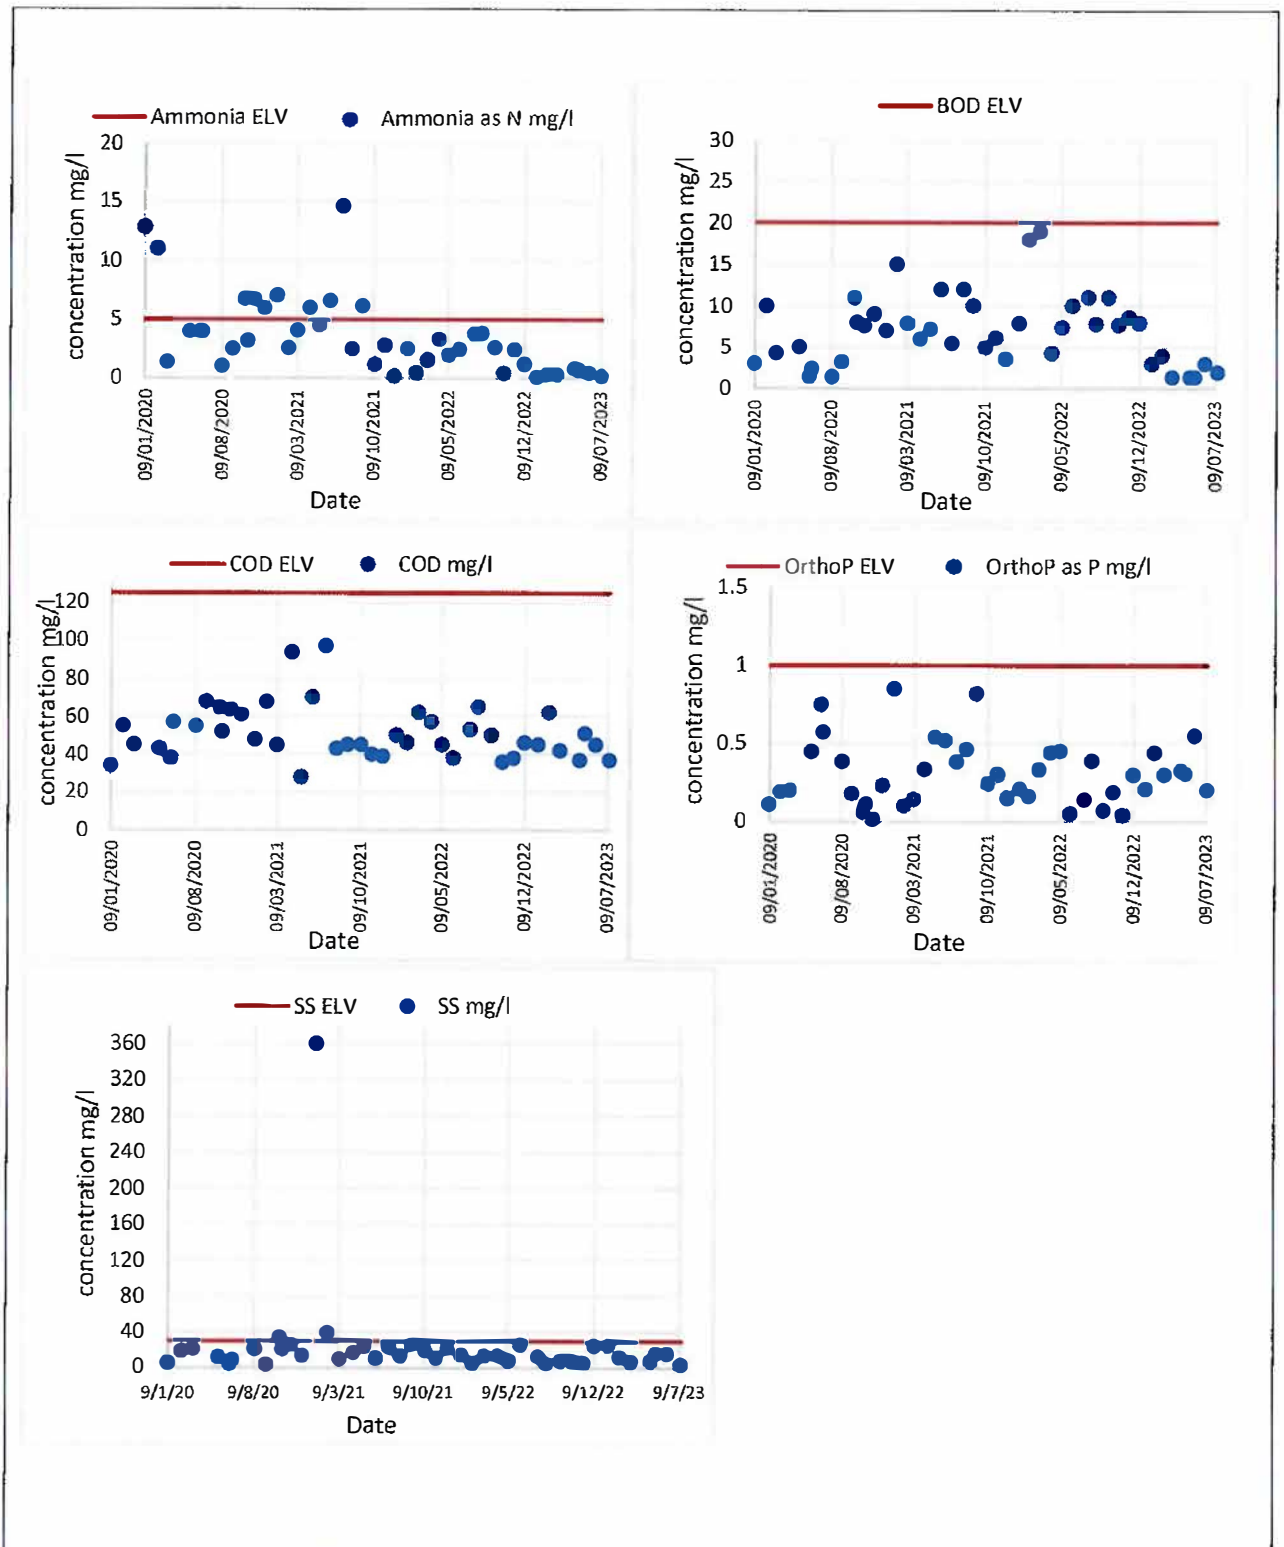 Ammonia ELV Ammonia as N mg/l
concentration mg/l
20
15
10
5
0
09/01/2020 09/08/2020 09/03/2021 09/10/2021 09/05/2022 09/12/2022 09/07/2023
Date
BOD ELV
concentration mg/l
30
25
20
15
10
5
0
09/01/2020 09/08/2020 09/03/2021 09/10/2021 09/05/2022 09/12/2022 09/07/2023
Date
COD ELV COD mg/l
concentration mg/l
120
100
80
60
40
20
0
09/01/2020 09/08/2020 09/03/2021 09/10/2021 09/05/2022 09/12/2022 09/07/2023
Date
OrthoP ELV OrthoP as P mg/l
concentration mg/l
1.5
1
0.5
0
09/01/2020 09/08/2020 09/03/2021 09/10/2021 09/05/2022 09/12/2022 09/07/2023
Date
SS ELV SS mg/l
concentration mg/l
360
320
280
240
200
160
120
80
40
0
9/1/20 9/8/20 9/3/21 9/10/21 9/5/22 9/12/22 9/7/23
Date